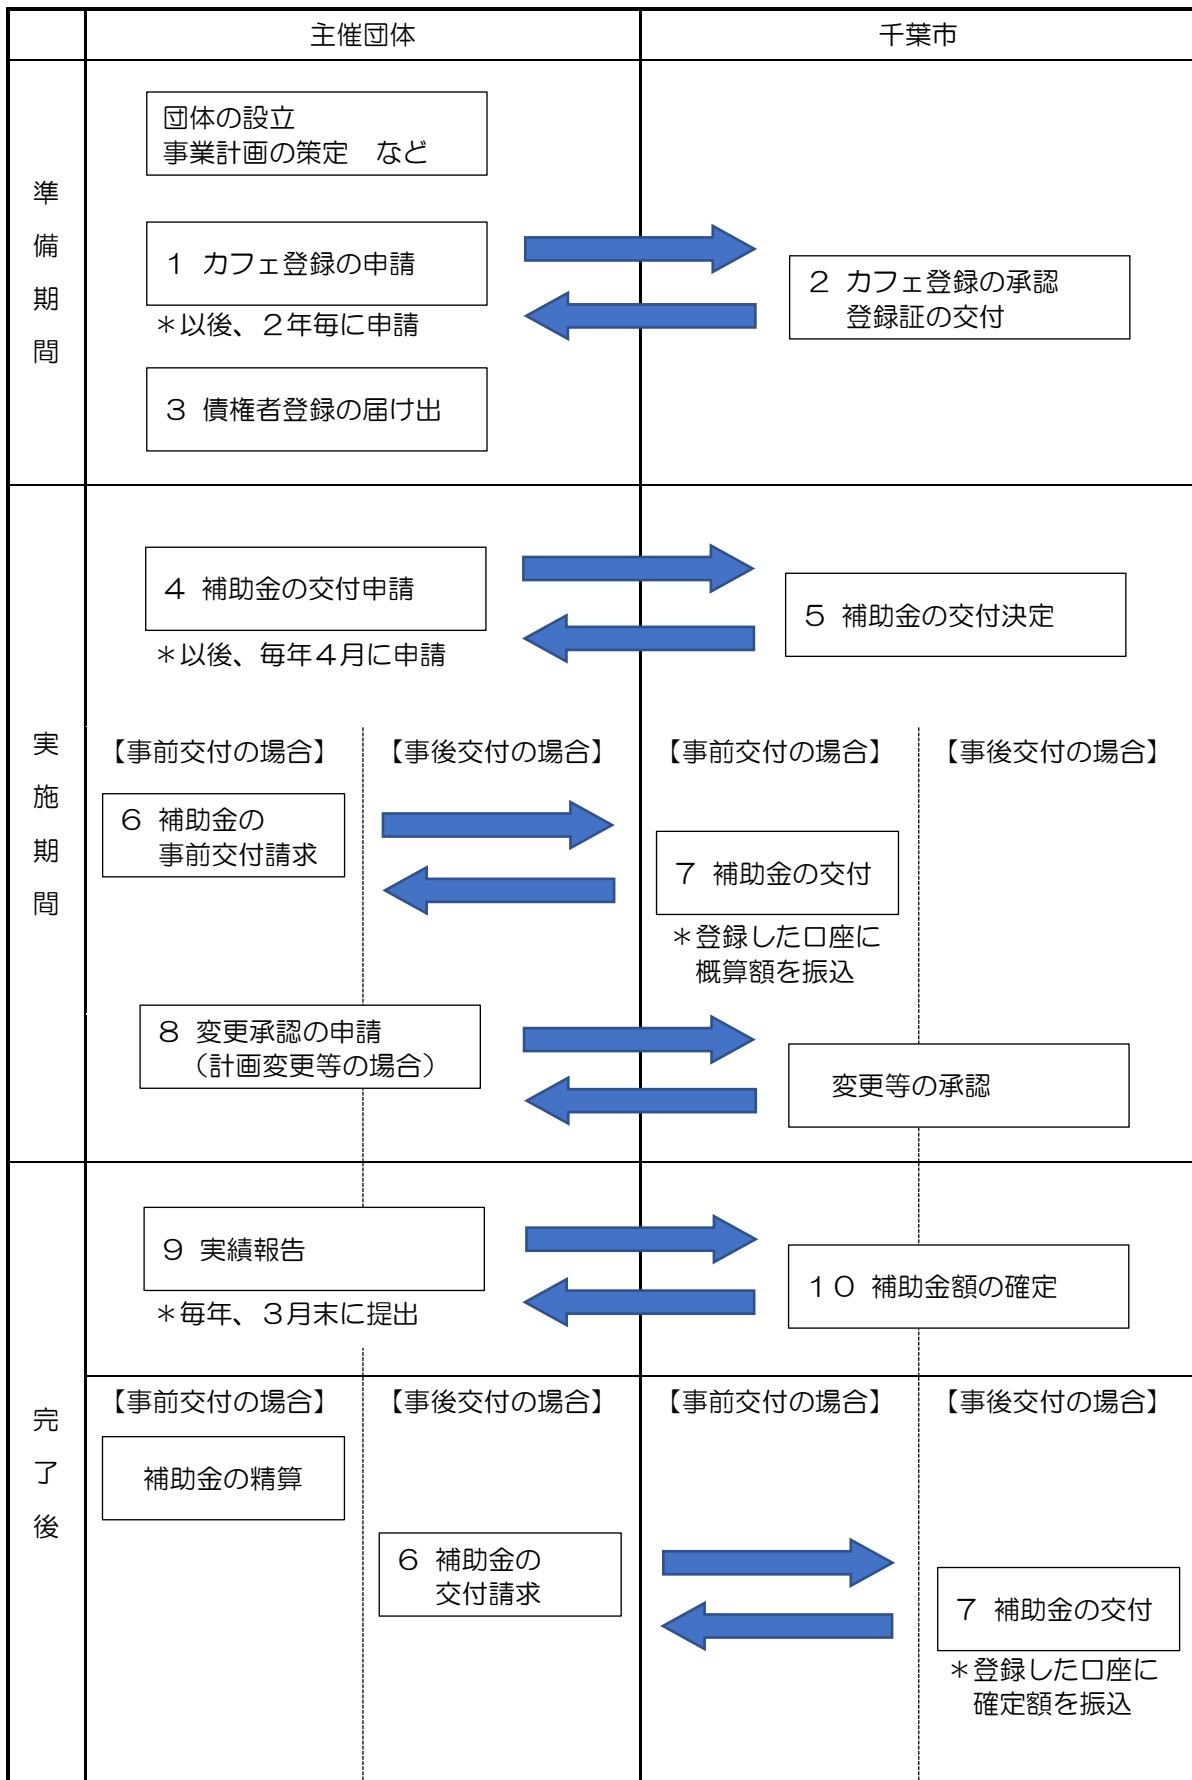 主催団体
千葉市
準備期間
団体の設立
事業計画の策定　など
１ カフェ登録の申請
＊以後、２年毎に申請
２ カフェ登録の承認
登録証の交付
３ 債権者登録の届け出
実施期間
４ 補助金の交付申請
＊以後、毎年４月に申請
５ 補助金の交付決定
【事前交付の場合】
【事後交付の場合】
【事前交付の場合】
【事後交付の場合】
６ 補助金の
事前交付請求
７ 補助金の交付
＊登録した口座に
概算額を振込
８ 変更承認の申請
（計画変更等の場合）
変更等の承認
完了後
９ 実績報告
＊毎年、３月末に提出
１０ 補助金額の確定
【事前交付の場合】
【事後交付の場合】
【事前交付の場合】
【事後交付の場合】
補助金の精算
６ 補助金の
交付請求
７ 補助金の交付
＊登録した口座に
確定額を振込